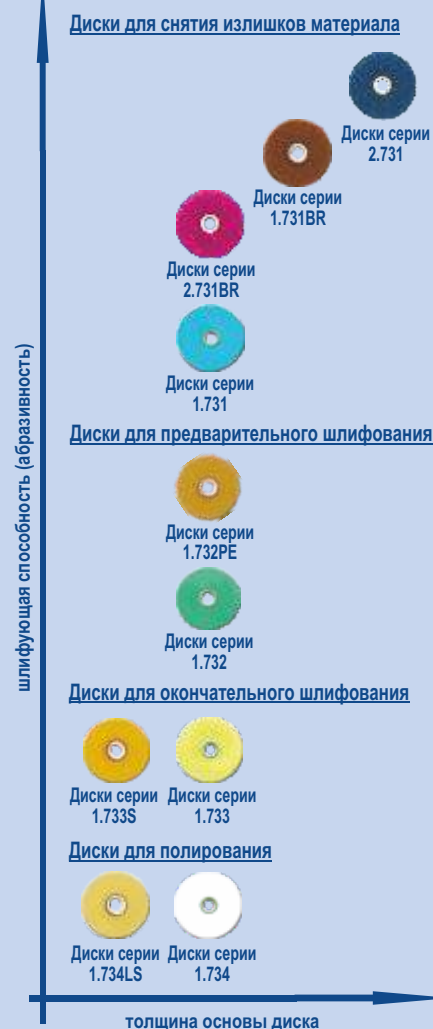 Диски для снятия излишков материала
Диски серии
2.731
Диски серии
1.731BR
Диски серии
2.731BR
Диски серии
1.731
Диски для предварительного шлифования
Диски серии
1.732PE
Диски серии
1.732
Диски для окончательного шлифования
Диски серии
1.733S
Диски серии
1.733
Диски для полирования
Диски серии
1.734LS
Диски серии
1.734
шлифующая способность (абразивность)
толщина основы диска